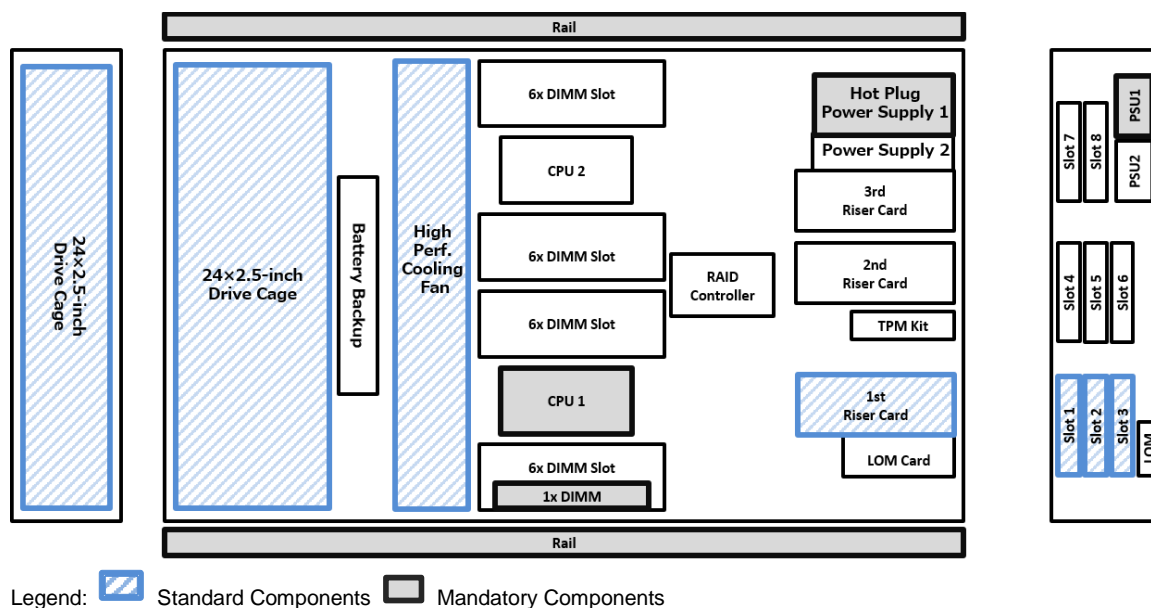 Rail
24×2.5-inch
Drive Cage
24×2.5-inch
Drive Cage
Battery Backup
High
Perf.
Cooling
Fan
6x DIMM Slot
CPU 2
6x DIMM Slot
6x DIMM Slot
CPU 1
6x DIMM Slot
1x DIMM
RAID
Controller
Hot Plug
Power Supply 1
Power Supply 2
3rd
Riser Card
2nd
Riser Card
TPM Kit
1st
Riser Card
LOM Card
Slot 7
Slot 8
PSU1
PSU2
Slot 4
Slot 5
Slot 6
Slot 1
Slot 2
Slot 3
LOM
Rail
Legend: Standard Components Mandatory Components